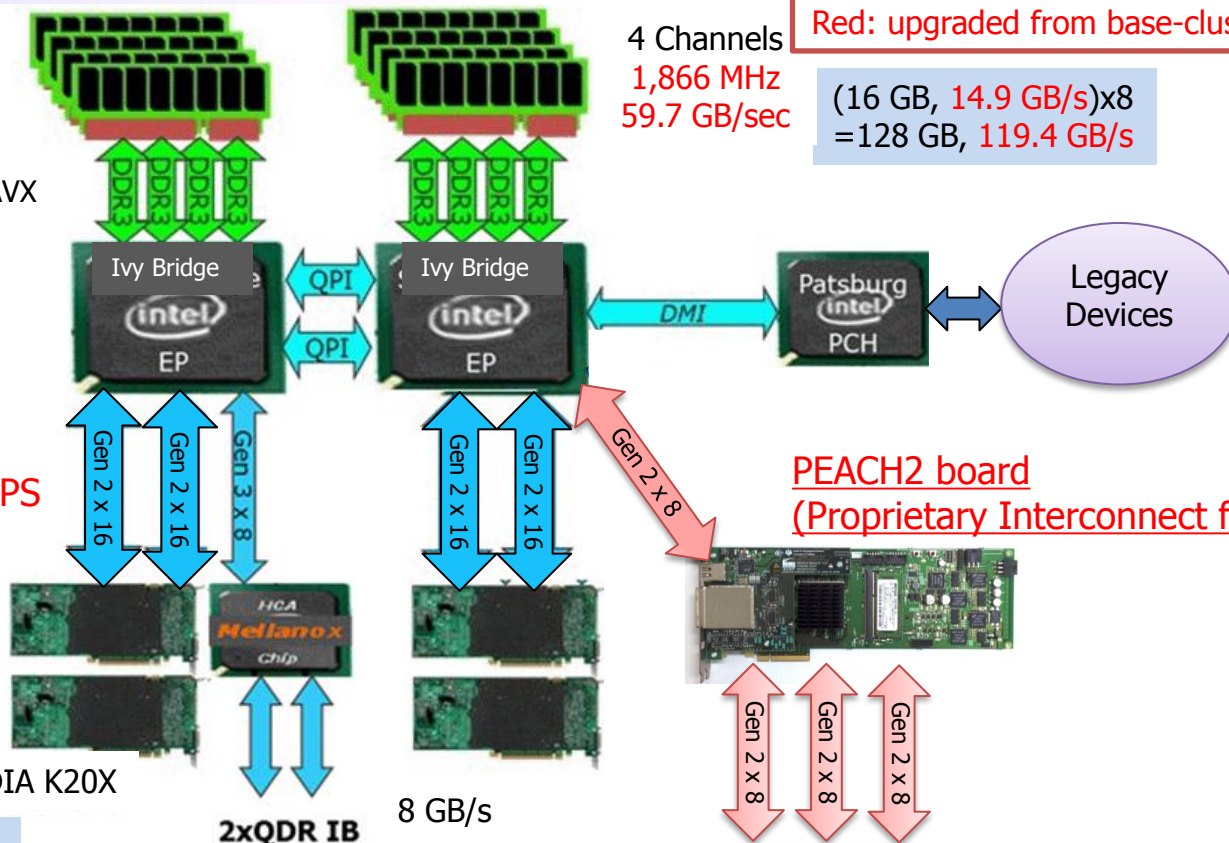 4 Channels
1,866 MHz
59.7 GB/sec
Red: upgraded from base-clus
(16 GB, 14.9 GB/s)x8
=128 GB, 119.4 GB/s
AVX
DDR3
DDR3
DDR3
DDR3
DDR3
DDR3
DDR3
DDR3
Ivy Bridge
(intel)
EP
QPI
QPI
Ivy Bridge
(intel)
EP
DMI
Patsburg
(intel)
PCH
Legacy
Devices
PS
Gen 2 x 16
Gen 2 x 16
Gen 3 x 8
Gen 2 x 16
Gen 2 x 16
Gen 2 x 8
PEACH2 board
(Proprietary Interconnect f
HCA
Mellanox
Chip
DIA K20X
2xQDR IB
8 GB/s
Gen 2 x 8
Gen 2 x 8
Gen 2 x 8